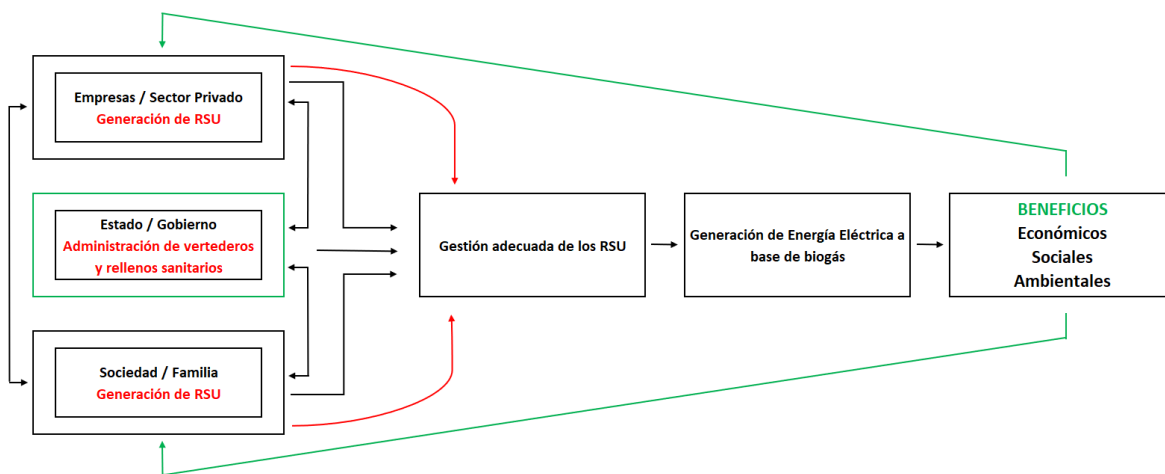 Empresas / Sector Privado
Generación de RSU
Estado / Gobierno
Administración de vertederos
y rellenos sanitarios
Sociedad / Familia
Generación de RSU
Gestión adecuada de los RSU
Generación de Energía Eléctrica a
base de biogás
BENEFICIOS
Económicos
Sociales
Ambientales